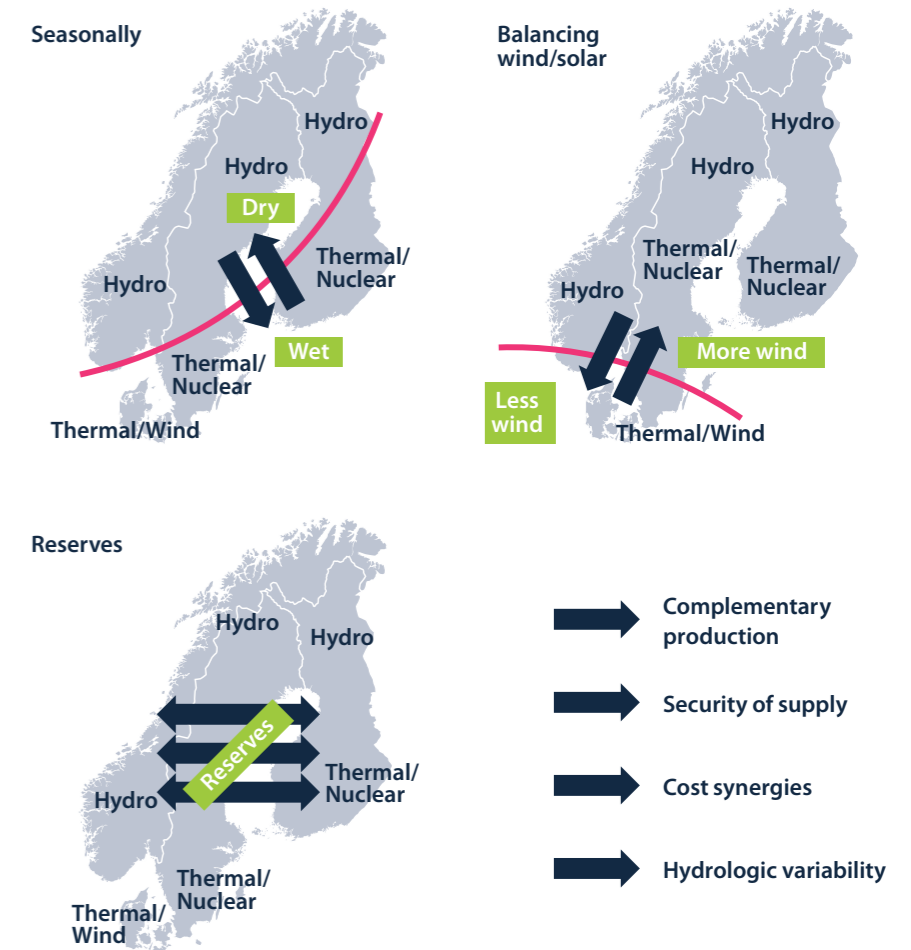 Seasonally
Hydro
Hydro
Dry
Thermal/
Nuclear
Hydro
Wet
Thermal/
Nuclear
Thermal/Wind
Balancing
wind/solar
Hydro
Hydro
Thermal/
Nuclear
Thermal/
Nuclear
Hydro
More wind
Less
wind
Thermal/Wind
Reserves
Hydro
Hydro
Reserves
Thermal/
Nuclear
Hydro
Thermal/
Nuclear
Thermal/
Wind
Complementary
production
Security of supply
Cost synergies
Hydrologic variability